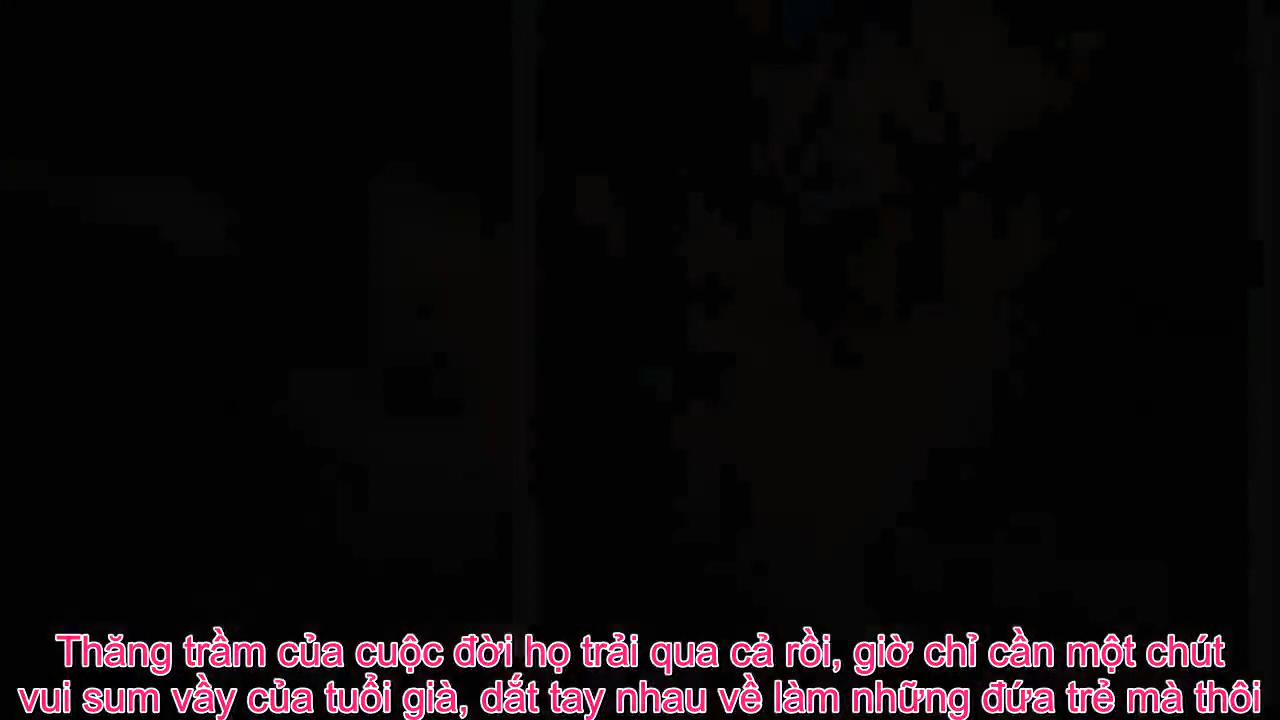 Thăng trầm của cuộc đời họ trải qua cả rồi, giờ chỉ cần một chút
vui sum vầy của tuổi già, dắt tay nhau về làm những đứa trẻ mà thôi